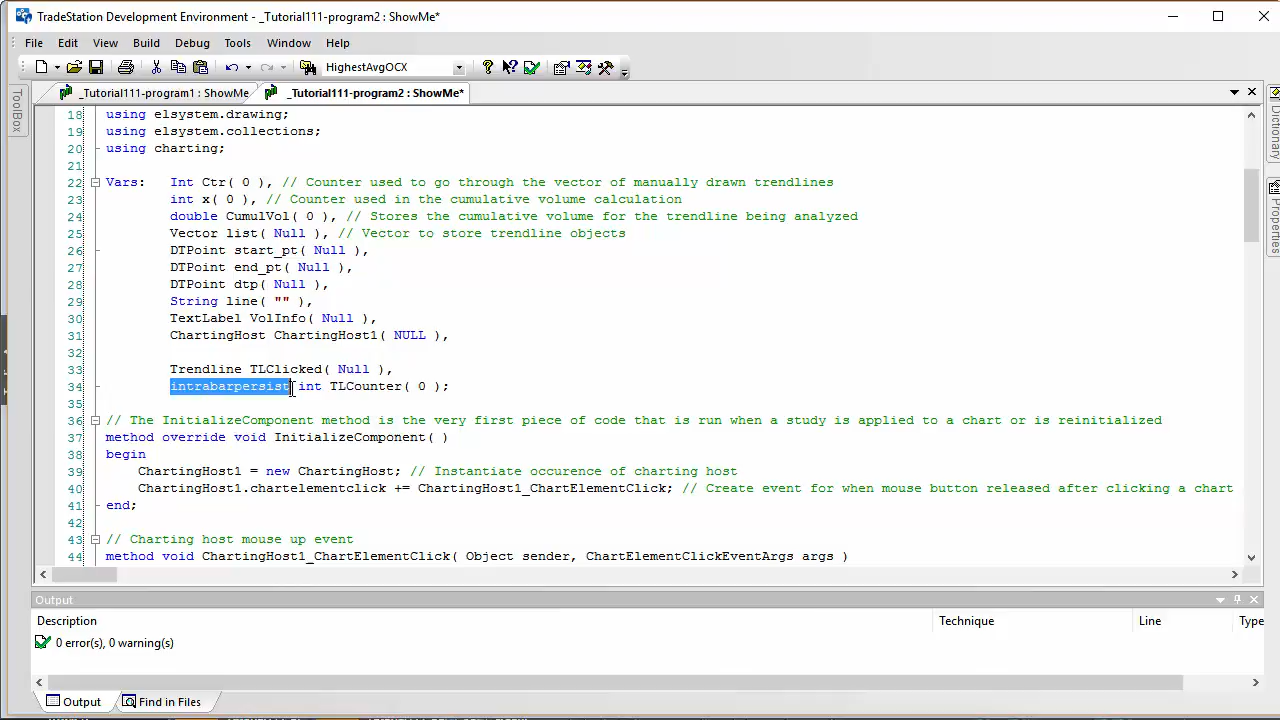 TradeStation Development Environment - _Tutorial111-program2 : ShowMe*
File Edit View Build Debug Tools Window Help
HighestAvgOCX
_Tutorial111-program1 : ShowMe _Tutorial111-program2 : ShowMe*
ToolBox
Dictionary
Properties
18 using elsystem.drawing;
19 using elsystem.collections;
20 using charting;
21
22 Vars: Int Ctr( 0 ), // Counter used to go through the vector of manually drawn trendlines
23 int x( 0 ), // Counter used in the cumulative volume calculation
24 double CumulVol( 0 ), // Stores the cumulative volume for the trendline being analyzed
25 Vector list( Null ), // Vector to store trendline objects
26 DTPoint start_pt( Null ),
27 DTPoint end_pt( Null ),
28 DTPoint dtp( Null ),
29 String line( "" ),
30 TextLabel VolInfo( Null ),
31 ChartingHost ChartingHost1( NULL ),
32
33 Trendline TLClicked( Null ),
34 intrabarpersist int TLCounter( 0 );
35
36 // The InitializeComponent method is the very first piece of code that is run when a study is applied to a chart or is reinitialized
37 method override void InitializeComponent( )
38 begin
39 ChartingHost1 = new ChartingHost; // Instantiate occurence of charting host
40 ChartingHost1.chartelementclick += ChartingHost1_ChartElementClick; // Create event for when mouse button released after clicking a chart
41 end;
42
43 // Charting host mouse up event
44 method void ChartingHost1_ChartElementClick( Object sender, ChartElementClickEventArgs args )
Output
Description Technique Line Type
0 error(s), 0 warning(s)
Output Find in Files